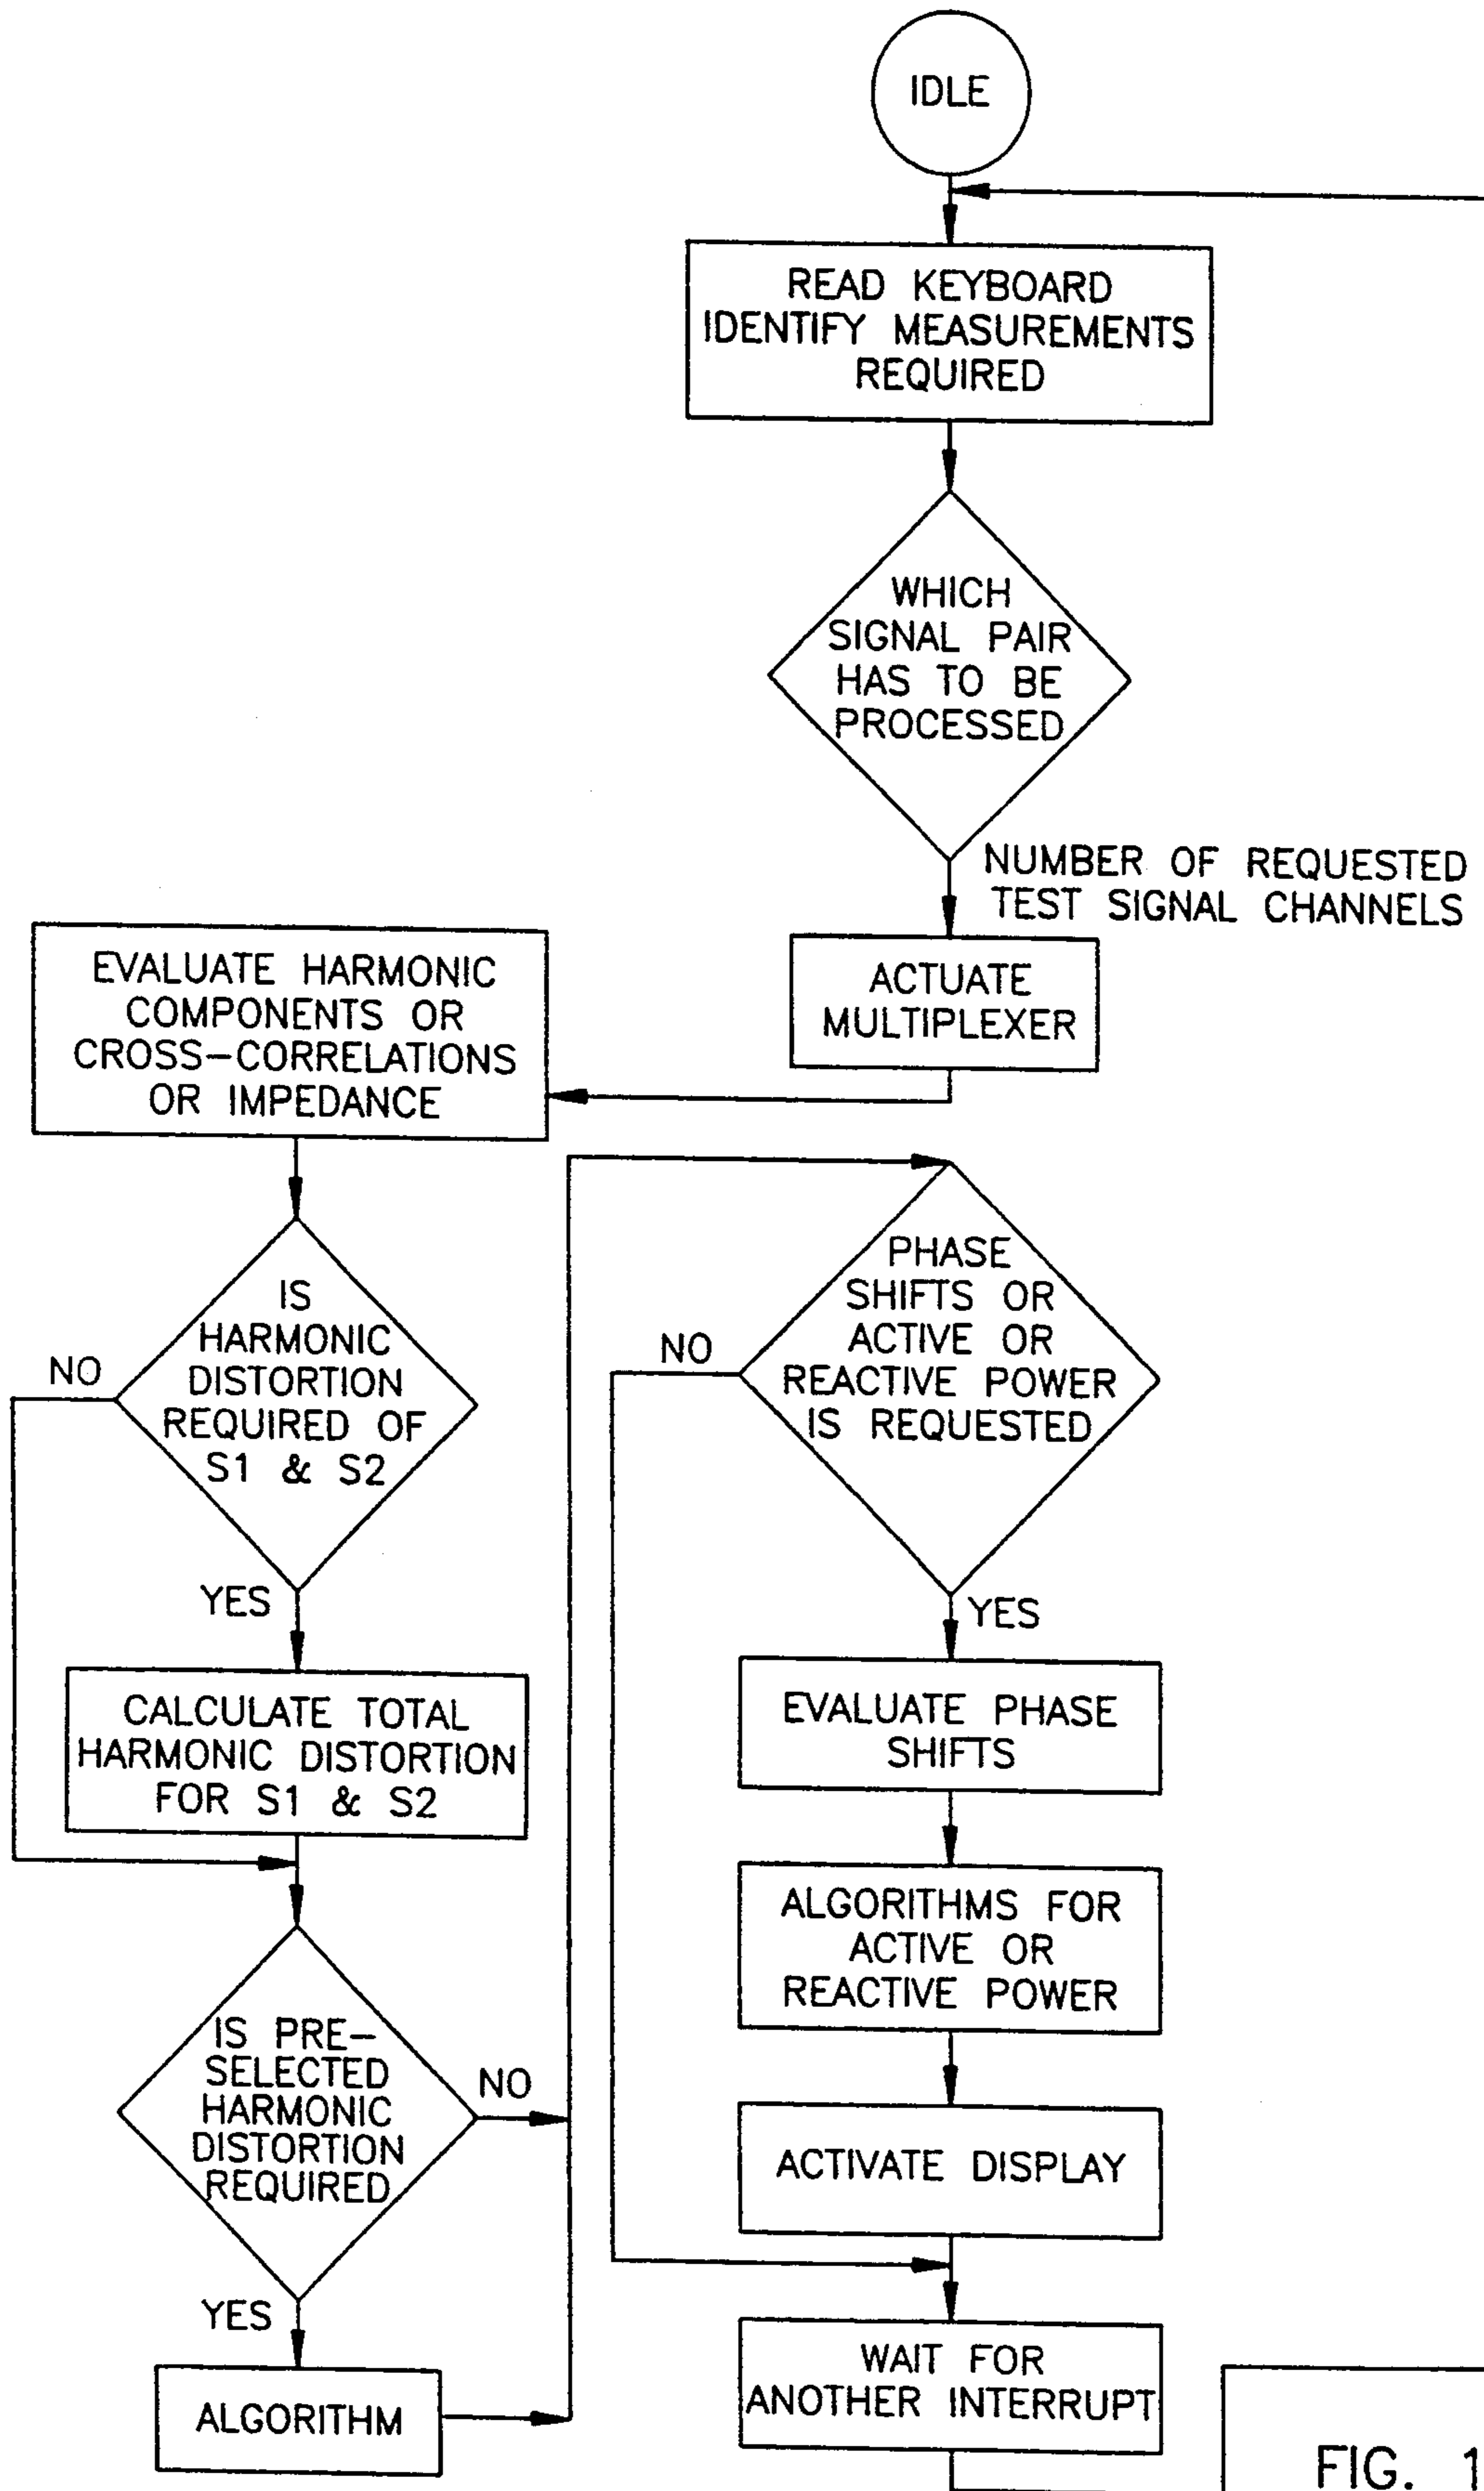 IDLE
READ KEYBOARD
IDENTIFY MEASUREMENTS
REQUIRED
WHICH
SIGNAL PAIR
HAS TO BE
PROCESSED
NUMBER OF REQUESTED
TEST SIGNAL CHANNELS
ACTUATE
MULTIPLEXER
EVALUATE HARMONIC
COMPONENTS OR
CROSS-CORRELATIONS
OR IMPEDANCE
IS
HARMONIC
DISTORTION
REQUIRED OF
S1 & S2
NO
YES
CALCULATE TOTAL
HARMONIC DISTORTION
FOR S1 & S2
IS PRE-
SELECTED
HARMONIC
DISTORTION
REQUIRED
NO
YES
ALGORITHM
PHASE
SHIFTS OR
ACTIVE OR
REACTIVE POWER
IS REQUESTED
NO
YES
EVALUATE PHASE
SHIFTS
ALGORITHMS FOR
ACTIVE OR
REACTIVE POWER
ACTIVATE DISPLAY
WAIT FOR
ANOTHER INTERRUPT
FIG. 1